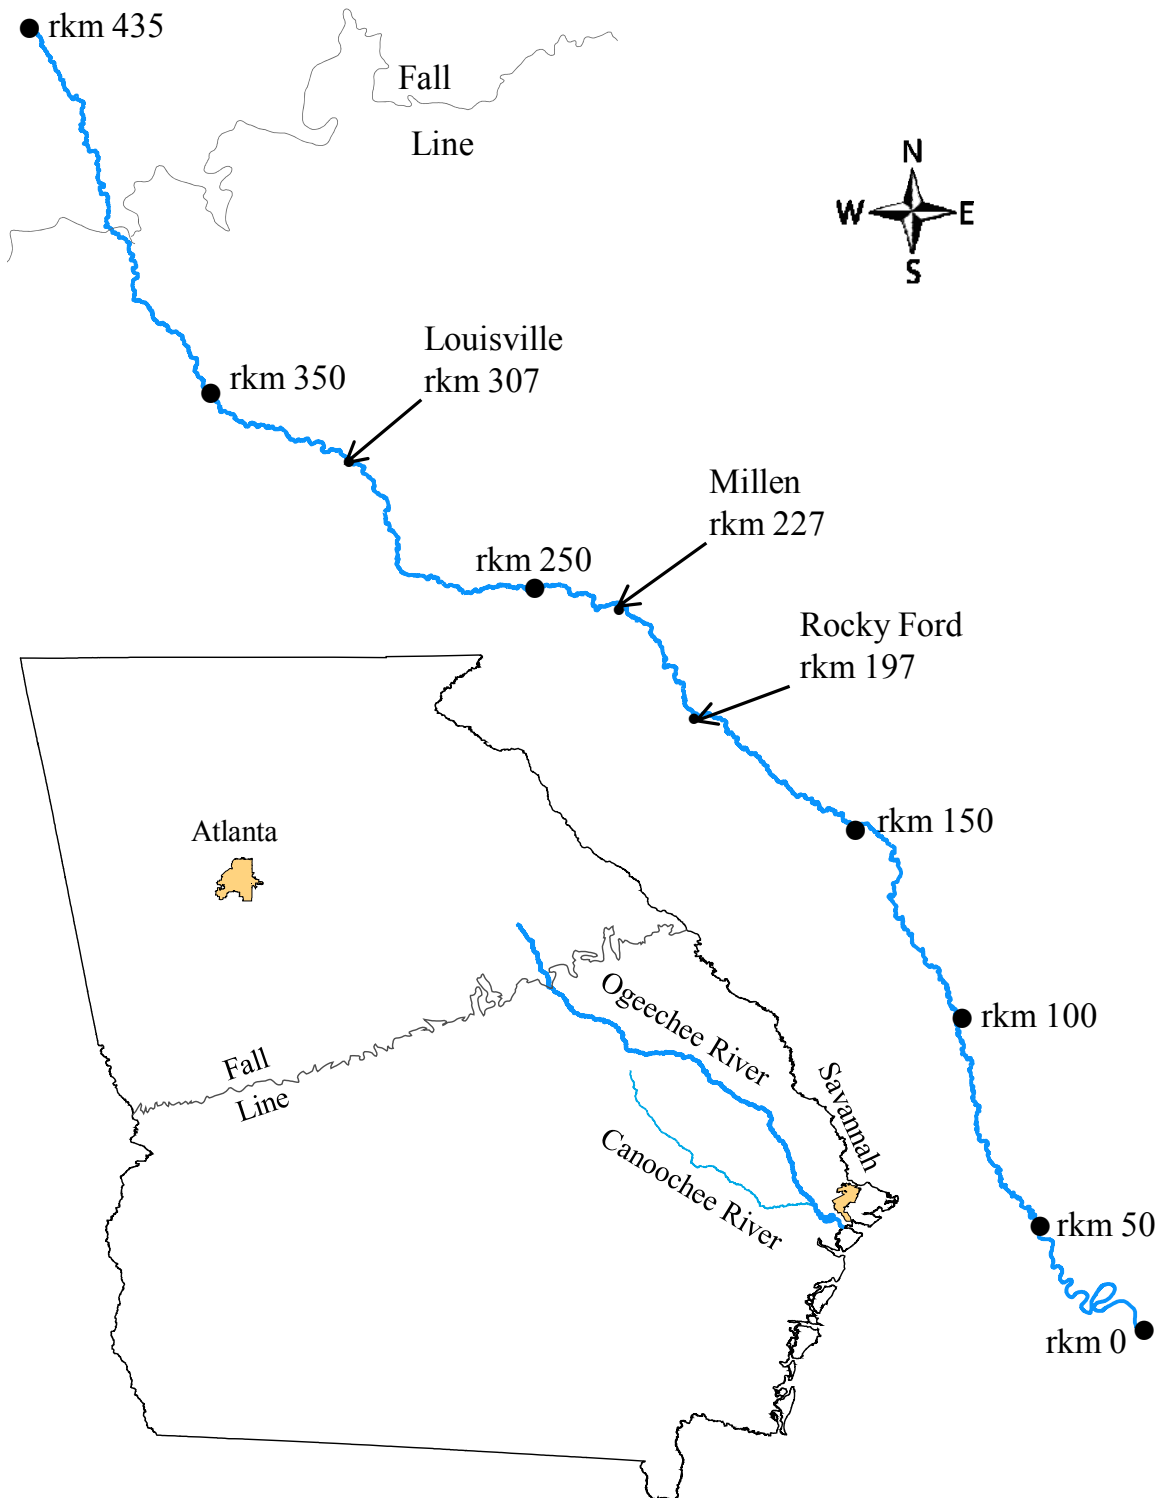 rkm 435
Fall
Line
N
W
E
S
Louisville
rkm 307
rkm 350
Millen
rkm 227
rkm 250
Rocky Ford
rkm 197
rkm 150
Atlanta
Ogeechee River
rkm 100
Fall
Line
Savannah
Canoochee River
rkm 50
rkm 0